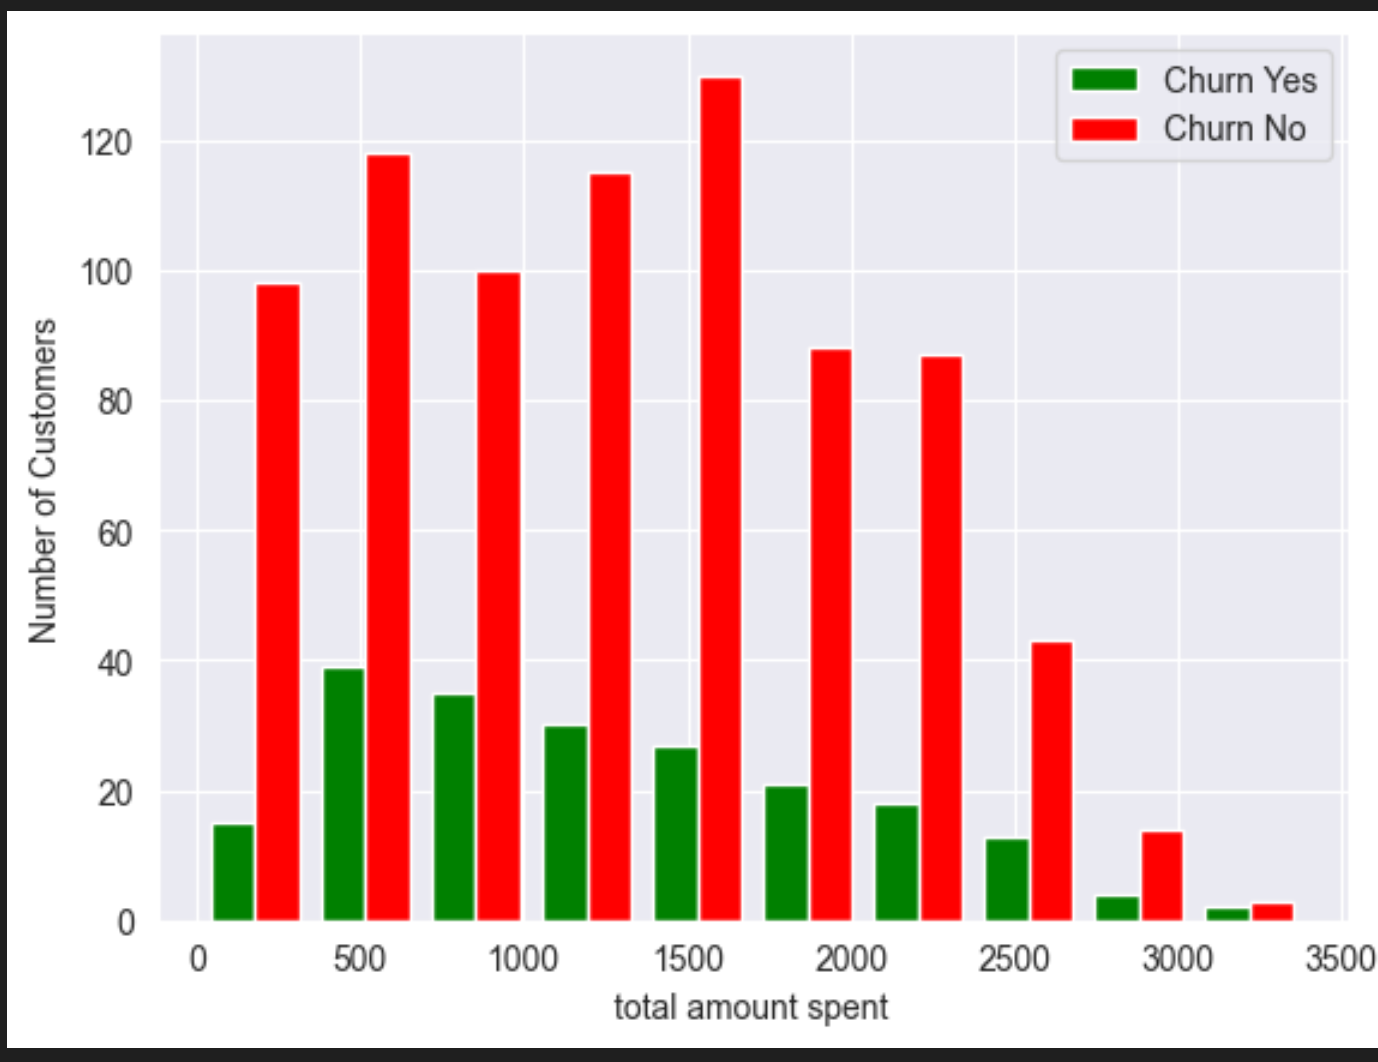 Churn Yes
Churn No
120
100
80
60
40
20
0
Number of Customers
0 500 1000 1500 2000 2500 3000 3500
total amount spent